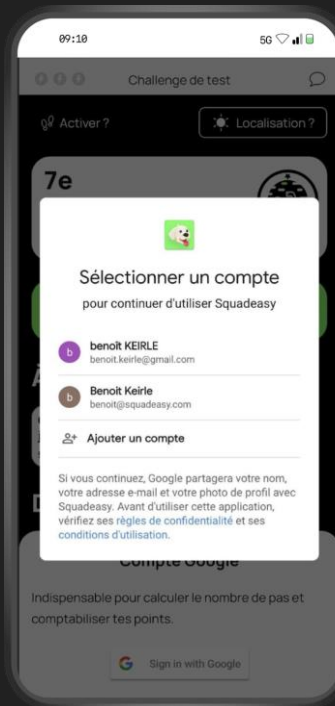 09:10
5G
Challenge de test
Activer ?
Localisation ?
7e
Sélectionner un compte
pour continuer d'utiliser Squadeasy
b
benoît KEIRLE
benoit.keirle@gmail.com
b
Benoit Keirle
benoit@squadeasy.com
Ajouter un compte
Si vous continuez, Google partagera votre nom,
votre adresse e-mail et votre photo de profil avec
Squadeasy. Avant d'utiliser cette application,
vérifiez ses règles de confidentialité et ses
conditions d'utilisation.
Compte Google
Indispensable pour calculer le nombre de pas et
comptabiliser tes points.
Sign in with Google